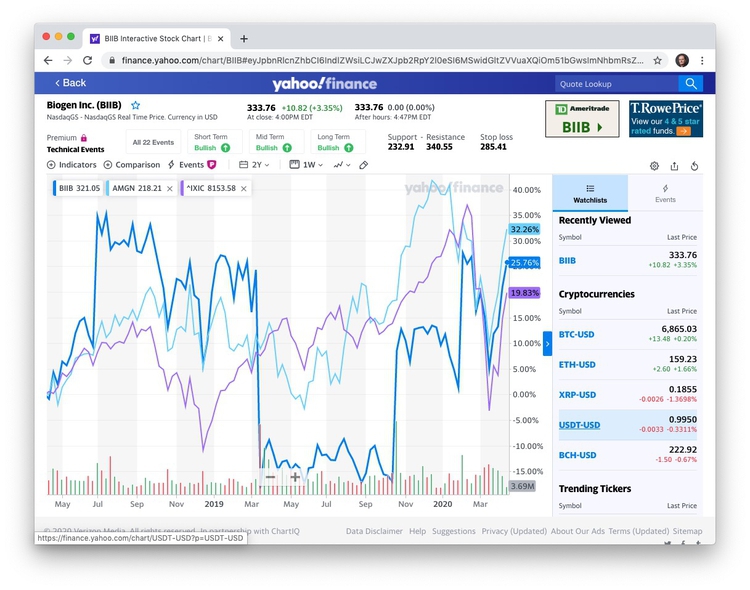 BIIB Interactive Stock Chart | B
finance.yahoo.com/chart/BIIB#eyJpbnRlcnZhbCI6IndlZWsiLCJwZXJpb2RpY2l0eSI6MSwidGltZVVuaXQiOm51bGwsImNhbmRsZ...
Back
yahoo!finance
Quote Lookup
Biogen Inc. (BIIB)
NasdaqGS - NasdaqGS Real Time Price. Currency in USD
333.76 +10.82 (+3.35%)
At close: 4:00PM EDT
333.76 0.00 (0.00%)
After hours: 4:47PM EDT
TD Ameritrade
BIIB
T.RowePrice
View our 4 & 5 star
rated funds.
Premium
Technical Events
All 22 Events
Short Term
Bullish
Mid Term
Bullish
Long Term
Bullish
Support - Resistance
232.91 340.55
Stop loss
285.41
Indicators
Comparison
Events
2Y
1W
BIIB 321.05
AMGN 218.21
^IXIC 8153.58
yahoo!finance
40.00%
35.00%
32.26%
30.00%
25.76%
19.83%
15.00%
10.00%
5.00%
0.00%
-5.00%
-10.00%
-15.00%
3.69M
May
Jul
Sep
Nov
2019
Mar
May
Jul
Sep
Nov
2020
Mar
Watchlists
Events
Recently Viewed
Symbol Last Price
BIIB 333.76
+10.82 +3.35%
Cryptocurrencies
Symbol Last Price
BTC-USD 6,865.03
+13.48 +0.20%
ETH-USD 159.23
+2.60 +1.66%
XRP-USD 0.1855
-0.0026 -1.3698%
USDT-USD 0.9950
-0.0033 -0.3311%
BCH-USD 222.92
-1.50 -0.67%
Trending Tickers
Symbol Last Price
© 2020 Verizon Media. All rights reserved. In partnership with ChartIQ
Data Disclaimer Help Suggestions Privacy (Updated) About Our Ads Terms (Updated) Sitemap
https://finance.yahoo.com/chart/USDT-USD?p=USDT-USD